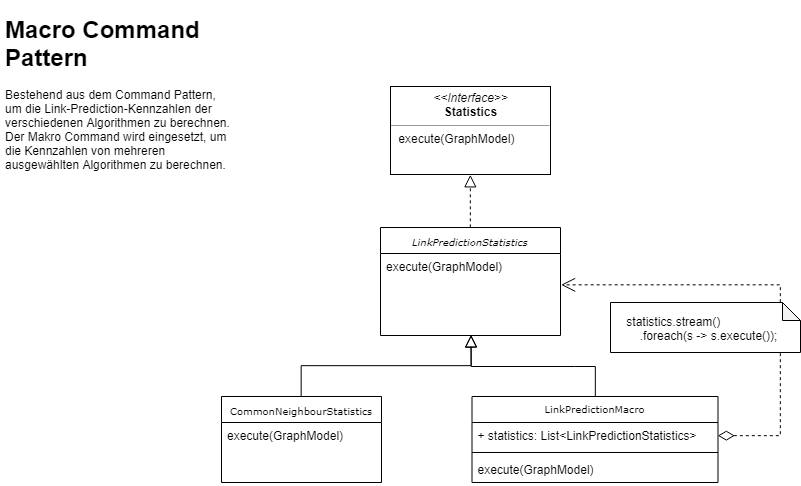 Macro Command
Pattern
Bestehend aus dem Command Pattern,
um die Link-Prediction-Kennzahlen der
verschiedenen Algorithmen zu berechnen.
Der Makro Command wird eingesetzt, um
die Kennzahlen von mehreren
ausgewählten Algorithmen zu berechnen.
<<Interface>>
Statistics
execute(GraphModel)
LinkPredictionStatistics
execute(GraphModel)
statistics.stream()
.foreach(s -> s.execute());
CommonNeighbourStatistics
execute(GraphModel)
LinkPredictionMacro
+ statistics: List<LinkPredictionStatistics>
execute(GraphModel)